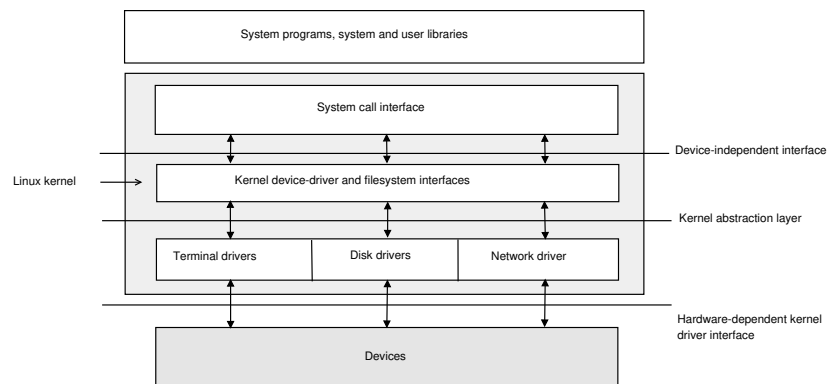 System programs, system and user libraries
System call interface
Device-independent interface
Linux kernel
Kernel device-driver and filesystem interfaces
Kernel abstraction layer
Terminal drivers
Disk drivers
Network driver
Hardware-dependent kernel
driver interface
Devices